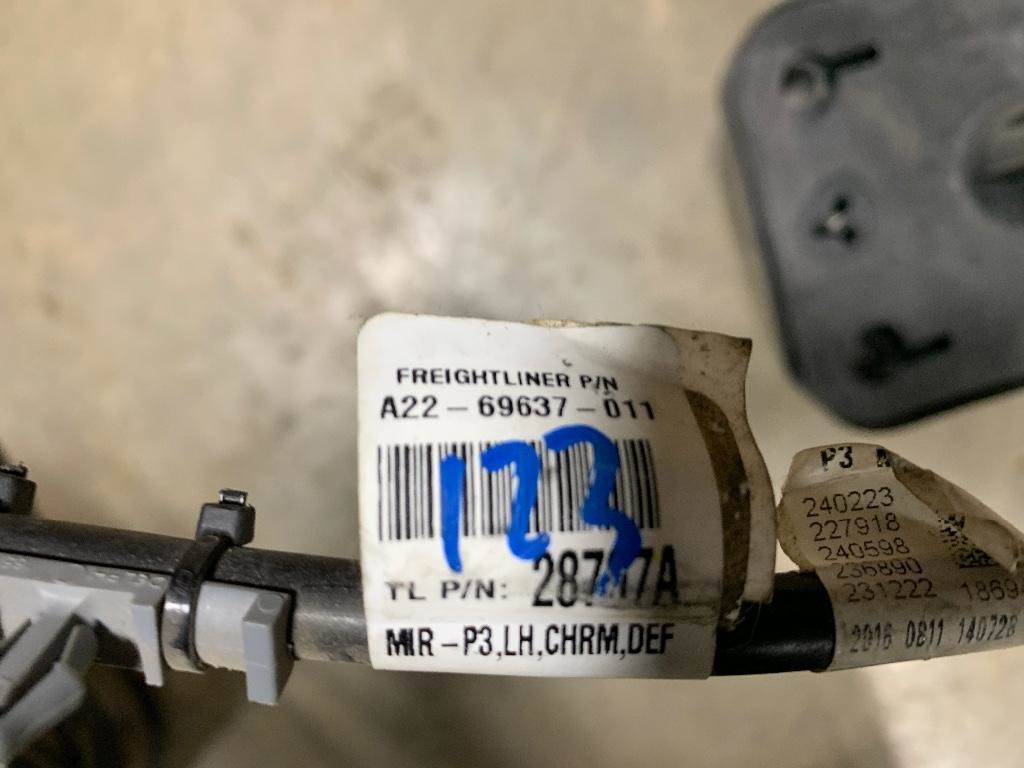 FREIGHTLINER P/N
A22-69637-011
123
TL P/N:
MIR-P3,LH,CHRM,DEF
P3
240223
227918
240598
236890
231222
2016 0811 140728